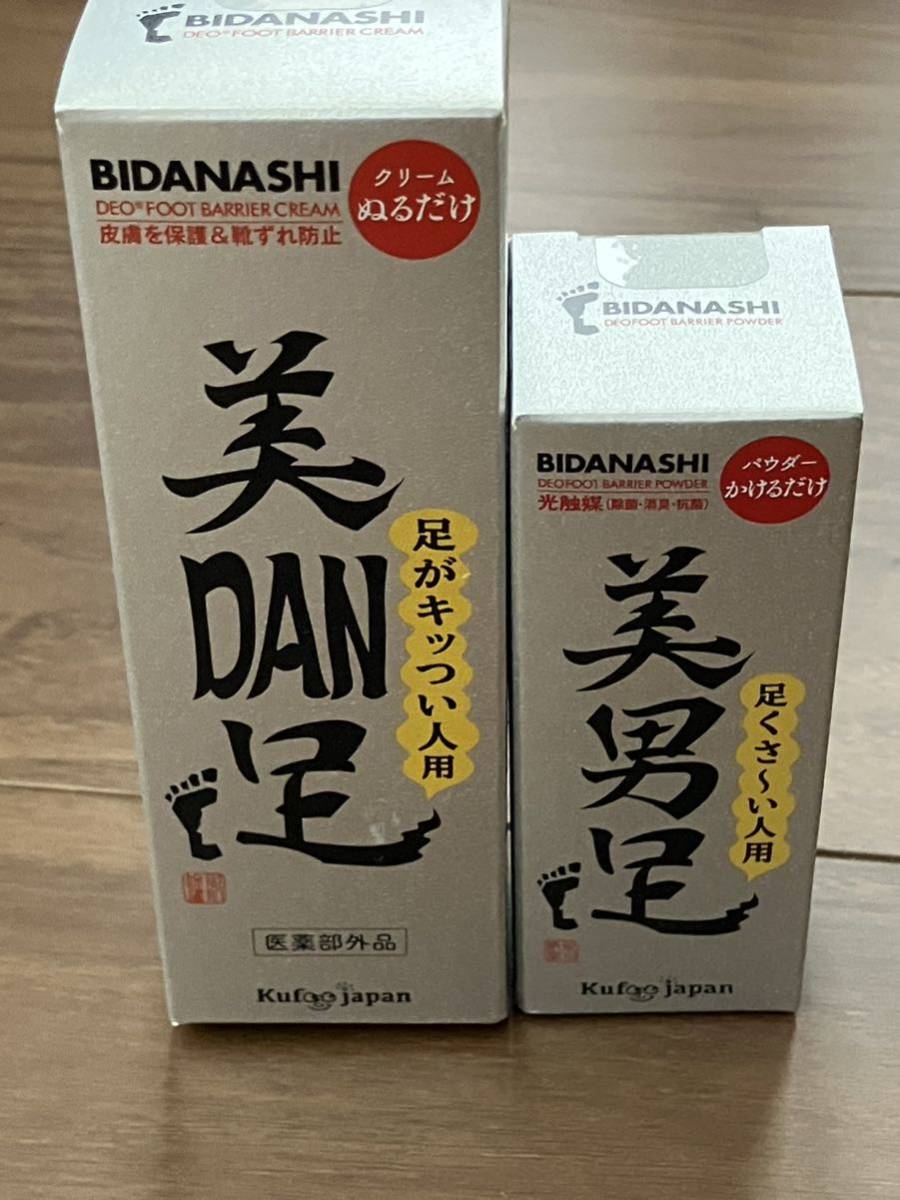 BIDANASHI
DEO®FOOT BARRIER CREAM
BIDANASHI
DEO®FOOT BARRIER CREAM
皮膚を保護&靴ずれ防止
クリーム
ぬるだけ
美
DAN
足
足がキッつい人用
医薬部外品
Kufoo japan
BIDANASHI
DEOFOOT BARRIER POWDER
BIDANASHI
DEOFOOT BARRIER POWDER
光触媒(除菌・消臭・抗菌)
パウダー
かけるだけ
美
男
足
足くさ～い人用
Kufoo japan